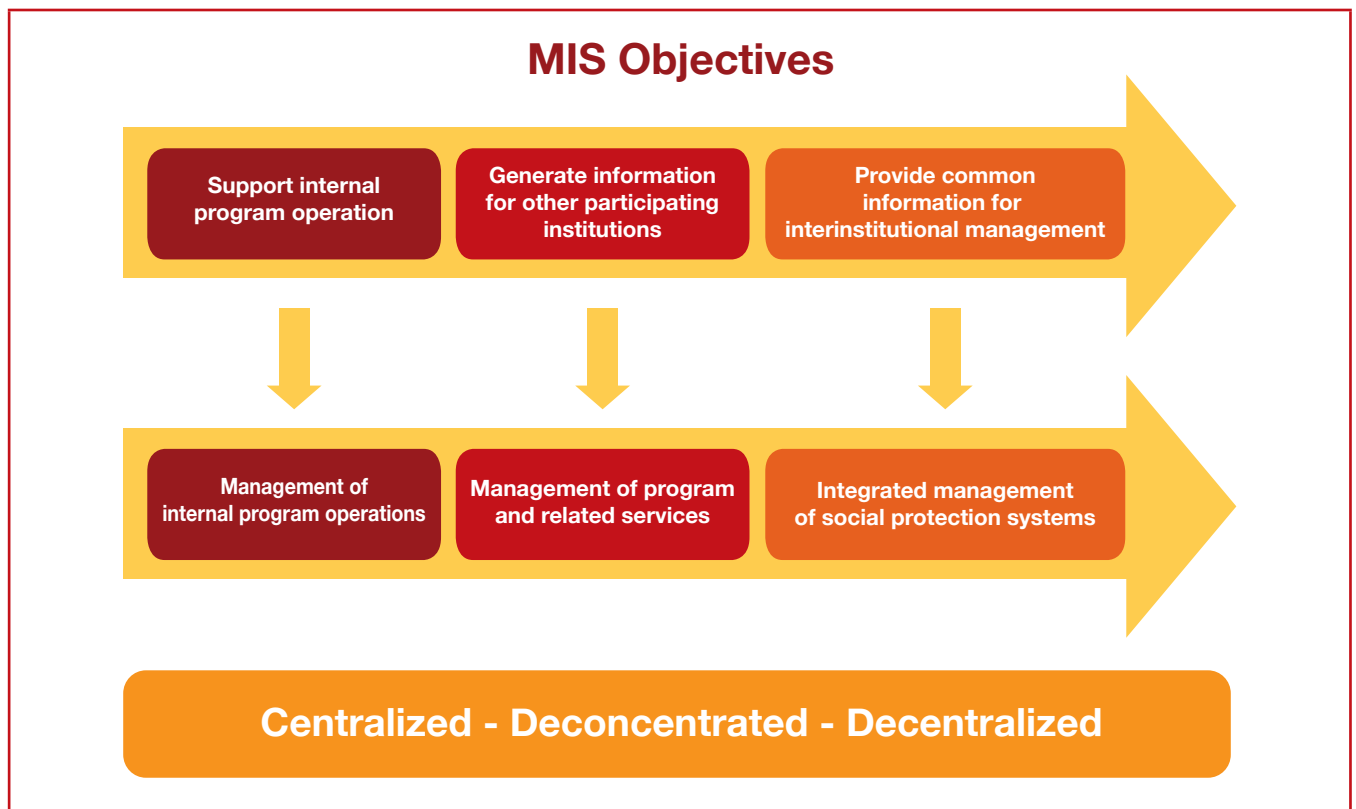 MIS Objectives
Support internal
program operation
Generate information
for other participating
institutions
Provide common
information for
interinstitutional management
Management of
internal program operations
Management of program
and related services
Integrated management
of social protection systems
Centralized - Deconcentrated - Decentralized